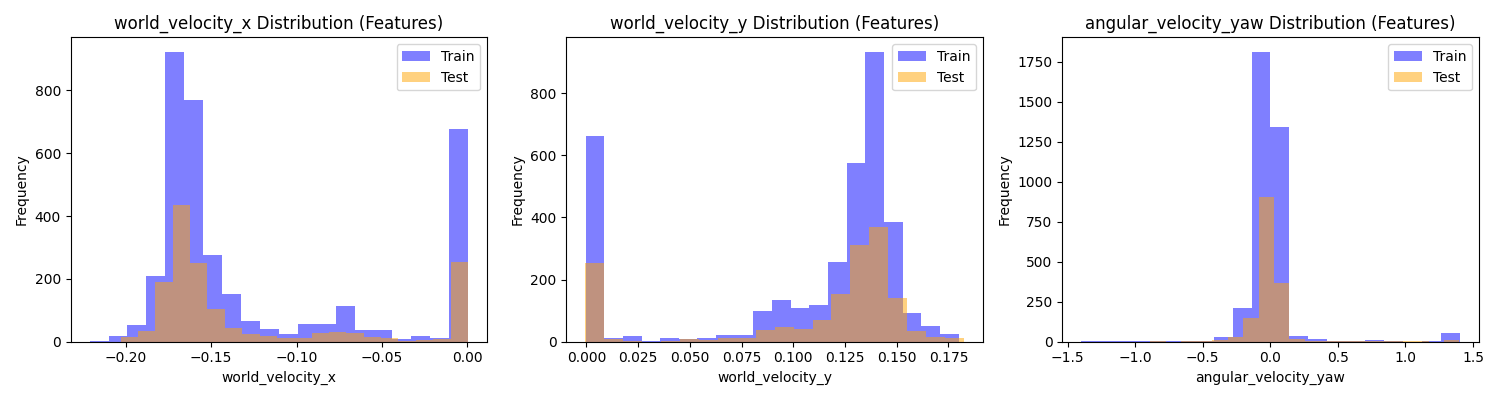 world_velocity_x Distribution (Features)
Train
Test
Frequency
800
600
400
200
0
−0.20
−0.15
−0.10
−0.05
0.00
world_velocity_x
world_velocity_y Distribution (Features)
Train
Test
Frequency
800
600
400
200
0
0.000
0.025
0.050
0.075
0.100
0.125
0.150
0.175
world_velocity_y
angular_velocity_yaw Distribution (Features)
Train
Test
Frequency
1750
1500
1250
1000
750
500
250
0
−1.5
−1.0
−0.5
0.0
0.5
1.0
1.5
angular_velocity_yaw